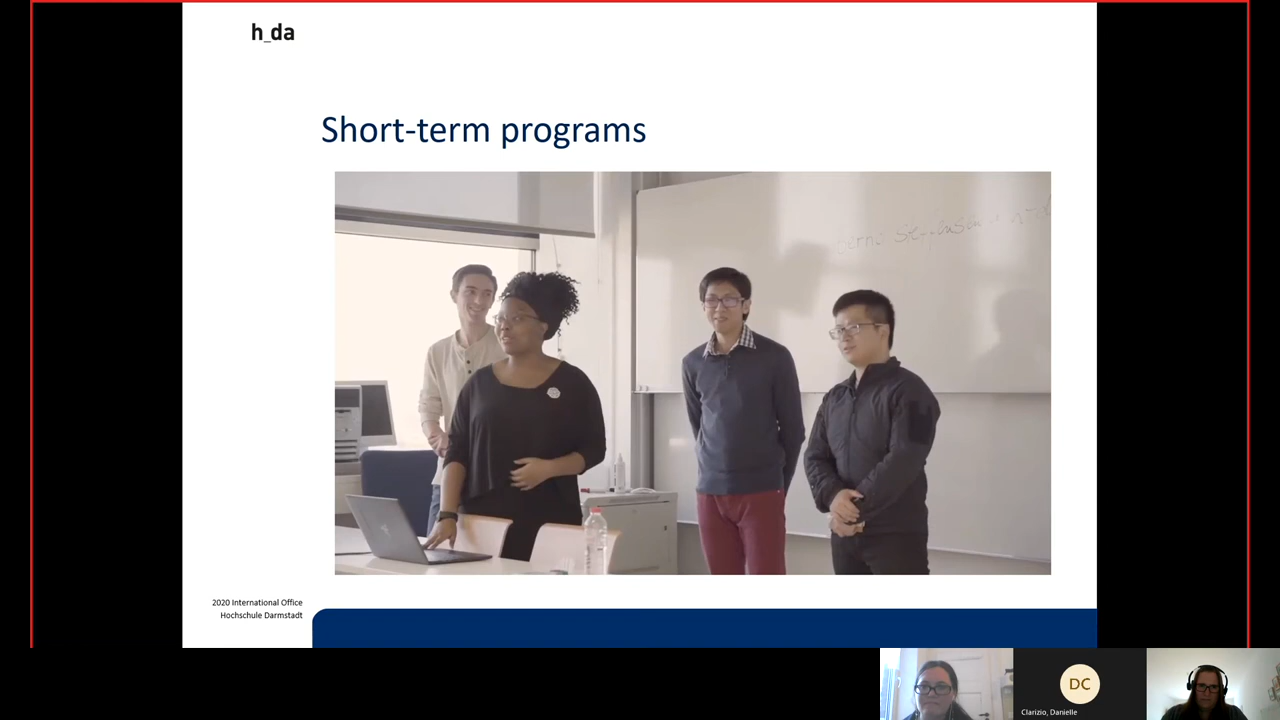 h_da
Short-term programs
2020 International Office
Hochschule Darmstadt
DC
Clarizio, Danielle